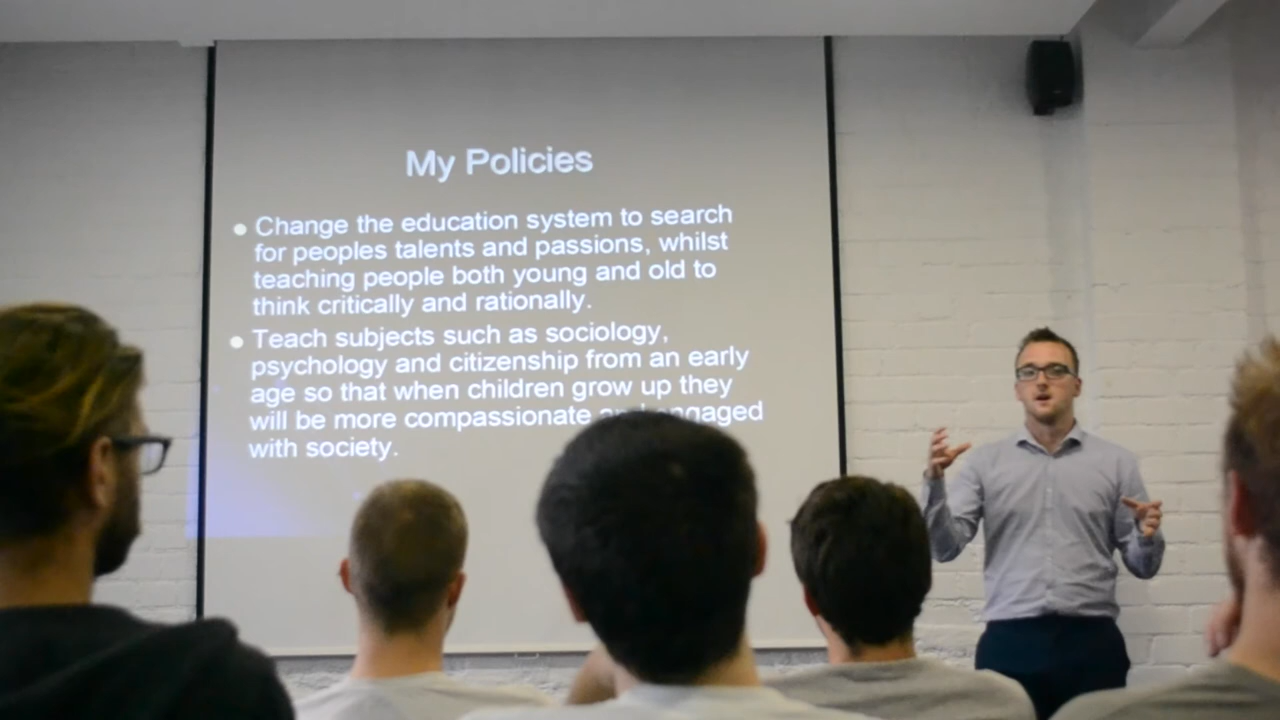 My Policies
Change the education system to search
for peoples talents and passions, whilst
teaching people both young and old to
think critically and rationally.
Teach subjects such as sociology,
psychology and citizenship from an early
age so that when children grow up they
will be more compassionate and engaged
with society.